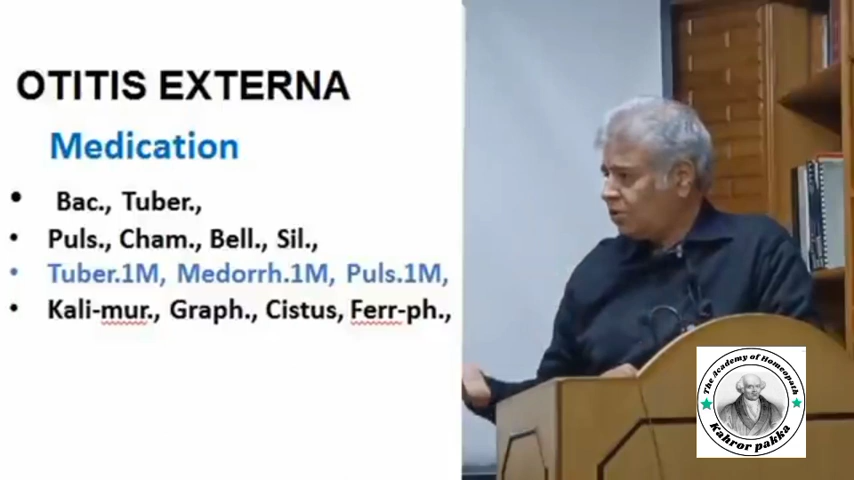 OTITIS EXTERNA
Medication
• Bac., Tuber.,
• Puls., Cham., Bell., Sil.,
• Tuber.1M, Medorrh.1M, Puls.1M,
• Kali-mur., Graph., Cistus, Ferr-ph.,
The Academy of Homeopath
Kahror pakka